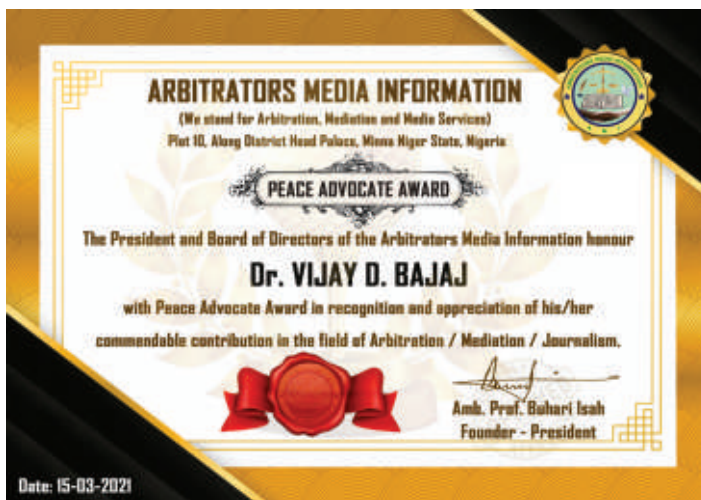 ARBITRATORS MEDIA INFORMATION
(We stand for Arbitration, Mediation and Media Services)
Plot 10, Along District Head Palace, Minna Niger State, Nigeria
PEACE ADVOCATE AWARD
The President and Board of Directors of the Arbitrators Media Information honour
Dr. VIJAY D. BAJAJ
with Peace Advocate Award in recognition and appreciation of his/her
commendable contribution in the field of Arbitration / Mediation / Journalism.
Amb. Prof. Buhari Isah
Founder - President
Date: 15-03-2021